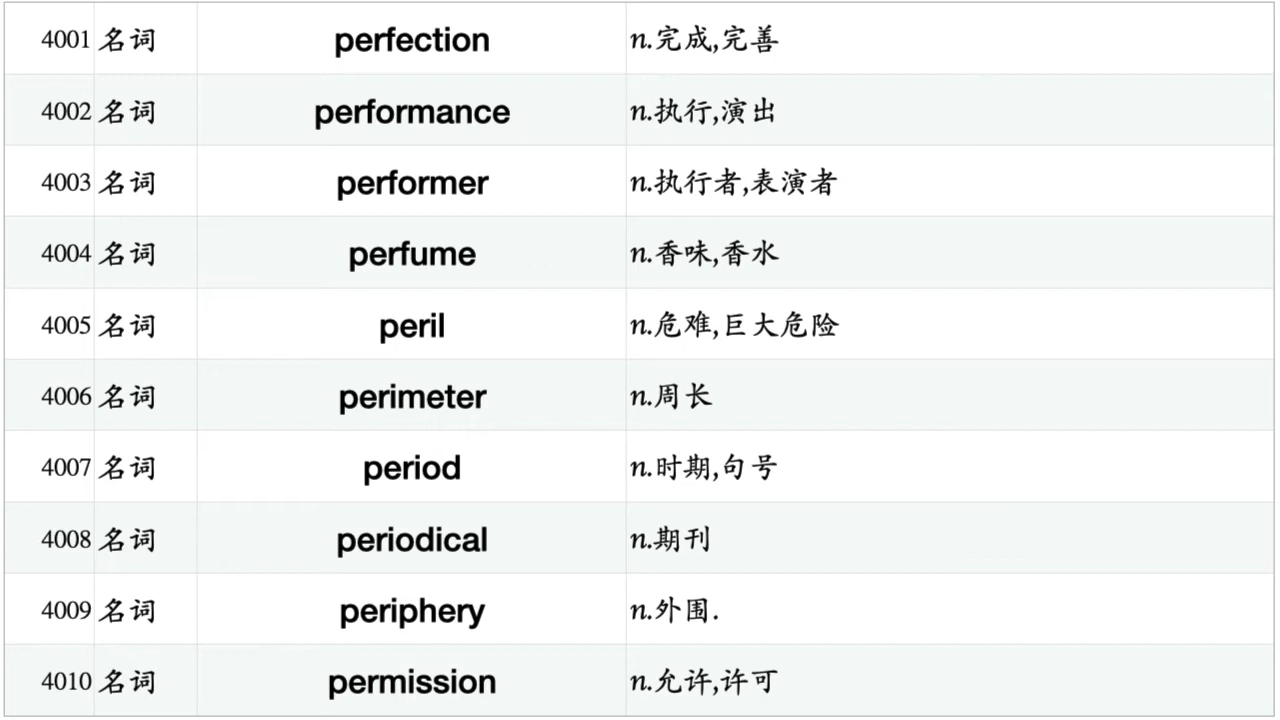 4001 名词 perfection n.完成,完善
4002 名词 performance n.执行,演出
4003 名词 performer n.执行者,表演者
4004 名词 perfume n.香味,香水
4005 名词 peril n.危难,巨大危险
4006 名词 perimeter n.周长
4007 名词 period n.时期,句号
4008 名词 periodical n.期刊
4009 名词 periphery n.外围.
4010 名词 permission n.允许,许可